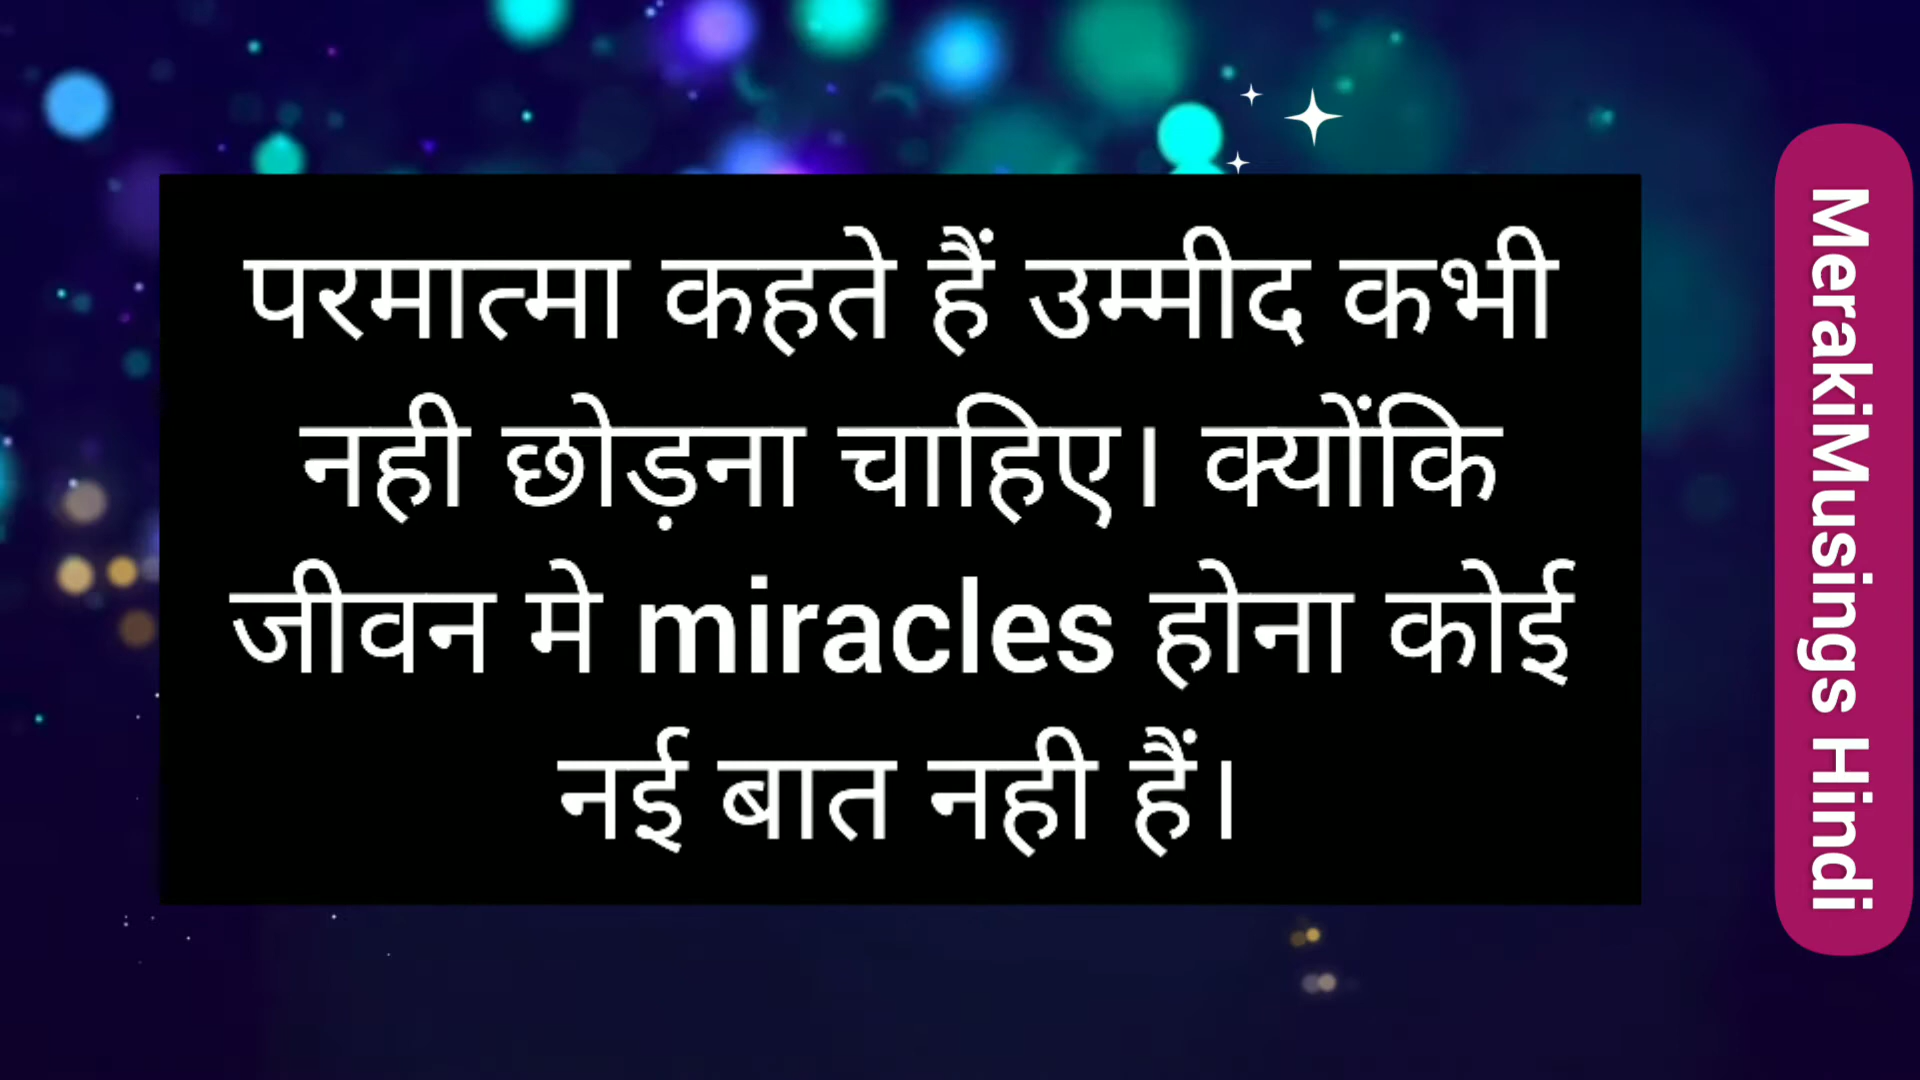 परमात्मा कहते हैं उम्मीद कभी
नही छोड़ना चाहिए। क्योंकि
जीवन मे miracles होना कोई
नई बात नही हैं।
MerakiMusings Hindi